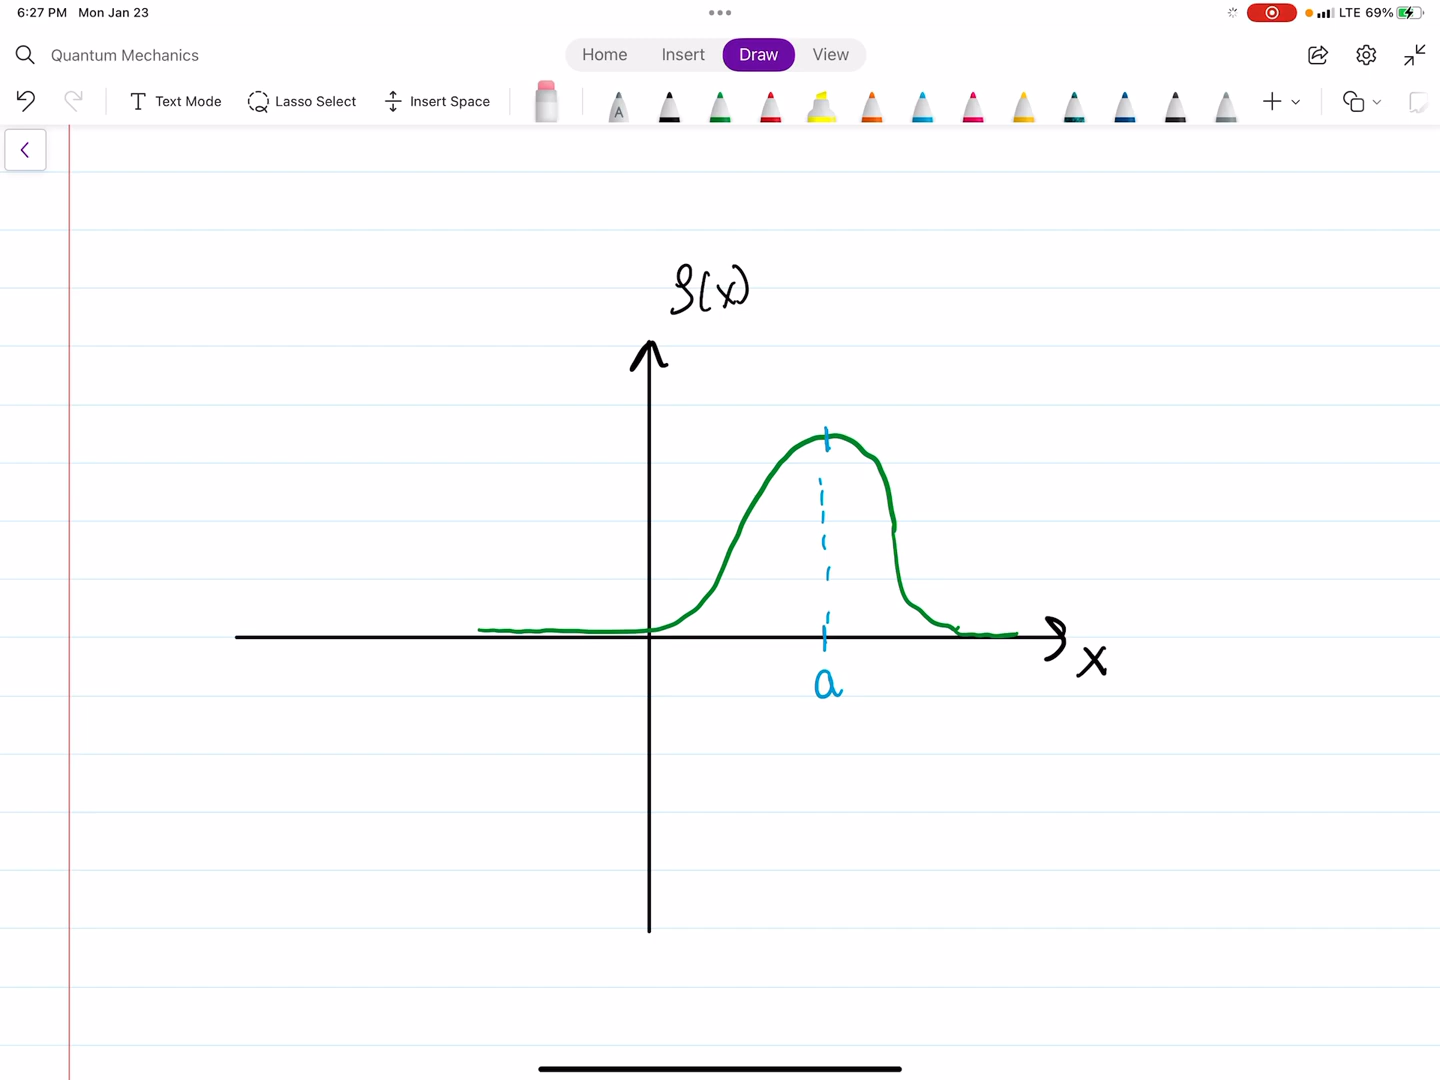 6:27 PM Mon Jan 23
LTE 69%
Quantum Mechanics
Home Insert Draw View
Text Mode Lasso Select Insert Space
A
ρ(x)
x
a